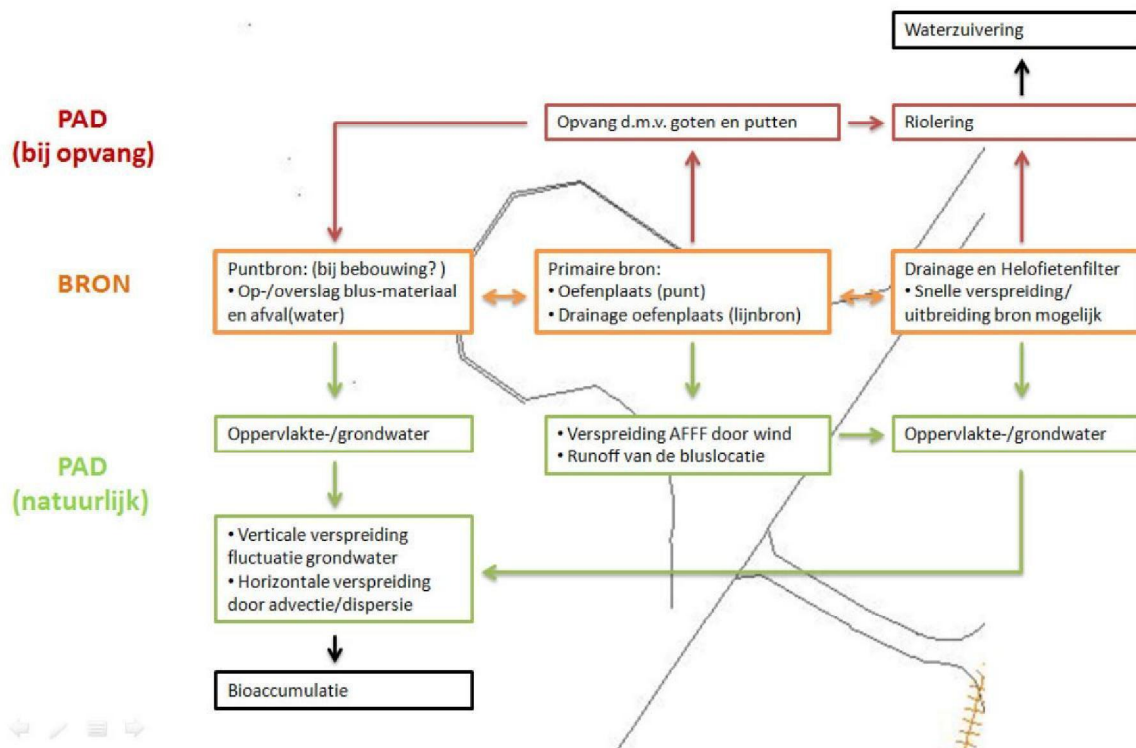 Waterzuivering
PAD
(bij opvang)
Opvang d.m.v. goten en putten
Riolering
BRON
Puntbron: (bij bebouwing? )
• Op-/overslag blus-materiaal
en afval(water)
Primaire bron:
• Oefenplaats (punt)
• Drainage oefenplaats (lijnbron)
Drainage en Helofietenfilter
• Snelle verspreiding/
uitbreiding bron mogelijk
PAD
(natuurlijk)
Oppervlakte-/grondwater
• Verspreiding AFFF door wind
• Runoff van de bluslocatie
Oppervlakte-/grondwater
• Verticale verspreiding
fluctuatie grondwater
• Horizontale verspreiding
door advectie/dispersie
Bioaccumulatie